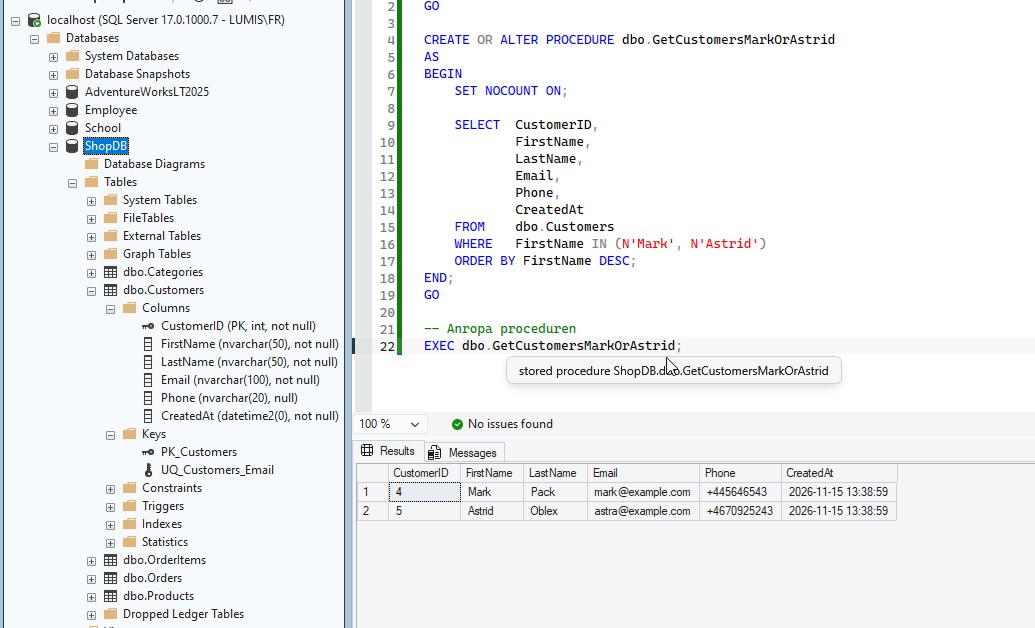 localhost (SQL Server 17.0.1000.7 - LUMIS\FR)
Databases
System Databases
Database Snapshots
AdventureWorksLT2025
Employee
School
ShopDB
Database Diagrams
Tables
System Tables
FileTables
External Tables
Graph Tables
dbo.Categories
dbo.Customers
Columns
CustomerID (PK, int, not null)
FirstName (nvarchar(50), not null)
LastName (nvarchar(50), not null)
Email (nvarchar(100), not null)
Phone (nvarchar(20), null)
CreatedAt (datetime2(0), not null)
Keys
PK_Customers
UQ_Customers_Email
Constraints
Triggers
Indexes
Statistics
dbo.OrderItems
dbo.Orders
dbo.Products
Dropped Ledger Tables
2 GO
3
4 CREATE OR ALTER PROCEDURE dbo.GetCustomersMarkOrAstrid
5 AS
6 BEGIN
7 SET NOCOUNT ON;
8
9 SELECT CustomerID,
10 FirstName,
11 LastName,
12 Email,
13 Phone,
14 CreatedAt
15 FROM dbo.Customers
16 WHERE FirstName IN (N'Mark', N'Astrid')
17 ORDER BY FirstName DESC;
18 END;
19 GO
20
21 -- Anropa proceduren
22 EXEC dbo.GetCustomersMarkOrAstrid;
stored procedure ShopDB.dbo.GetCustomersMarkOrAstrid
100 % No issues found
Results Messages
CustomerID FirstName LastName Email Phone CreatedAt
1 4 Mark Pack mark@example.com +445646543 2026-11-15 13:38:59
2 5 Astrid Oblex astra@example.com +4670925243 2026-11-15 13:38:59